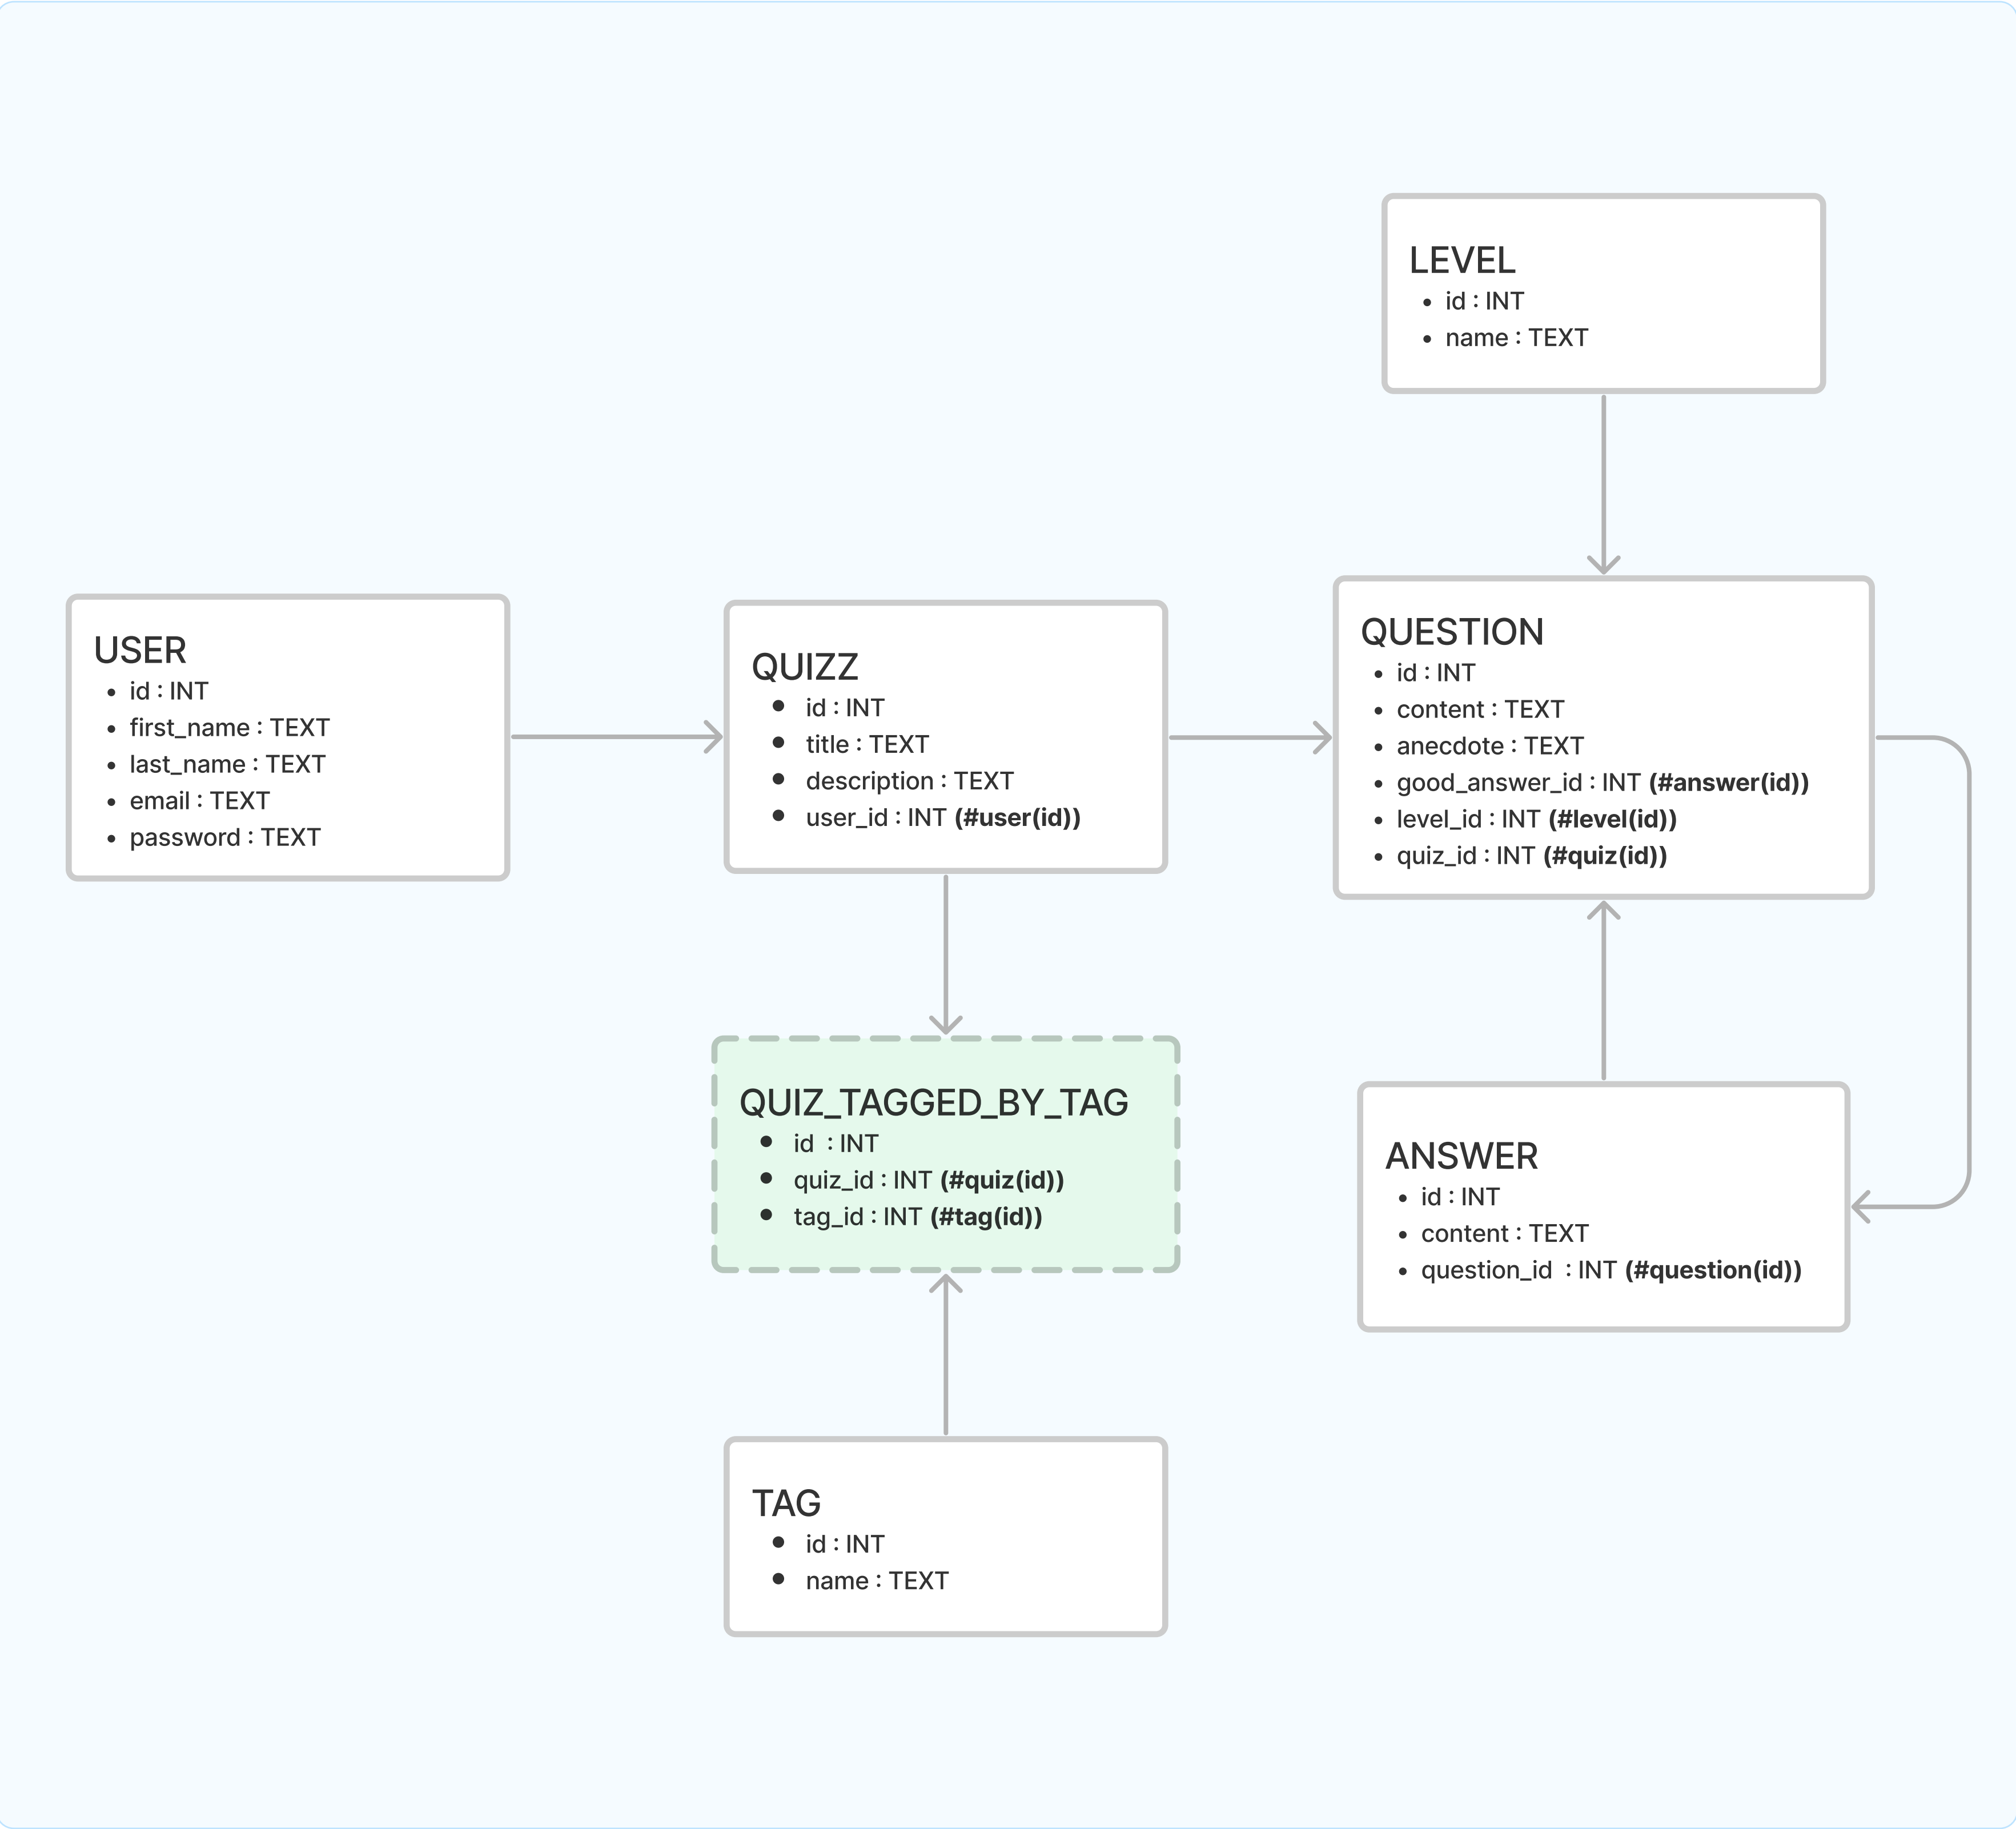 LEVEL
id : INT
name : TEXT
USER
id : INT
first_name : TEXT
last_name : TEXT
email : TEXT
password : TEXT
QUIZZ
id : INT
title : TEXT
description : TEXT
user_id : INT (#user(id))
QUESTION
id : INT
content : TEXT
anecdote : TEXT
good_answer_id : INT (#answer(id))
level_id : INT (#level(id))
quiz_id : INT (#quiz(id))
QUIZ_TAGGED_BY_TAG
id : INT
quiz_id : INT (#quiz(id))
tag_id : INT (#tag(id))
ANSWER
id : INT
content : TEXT
question_id : INT (#question(id))
TAG
id : INT
name : TEXT